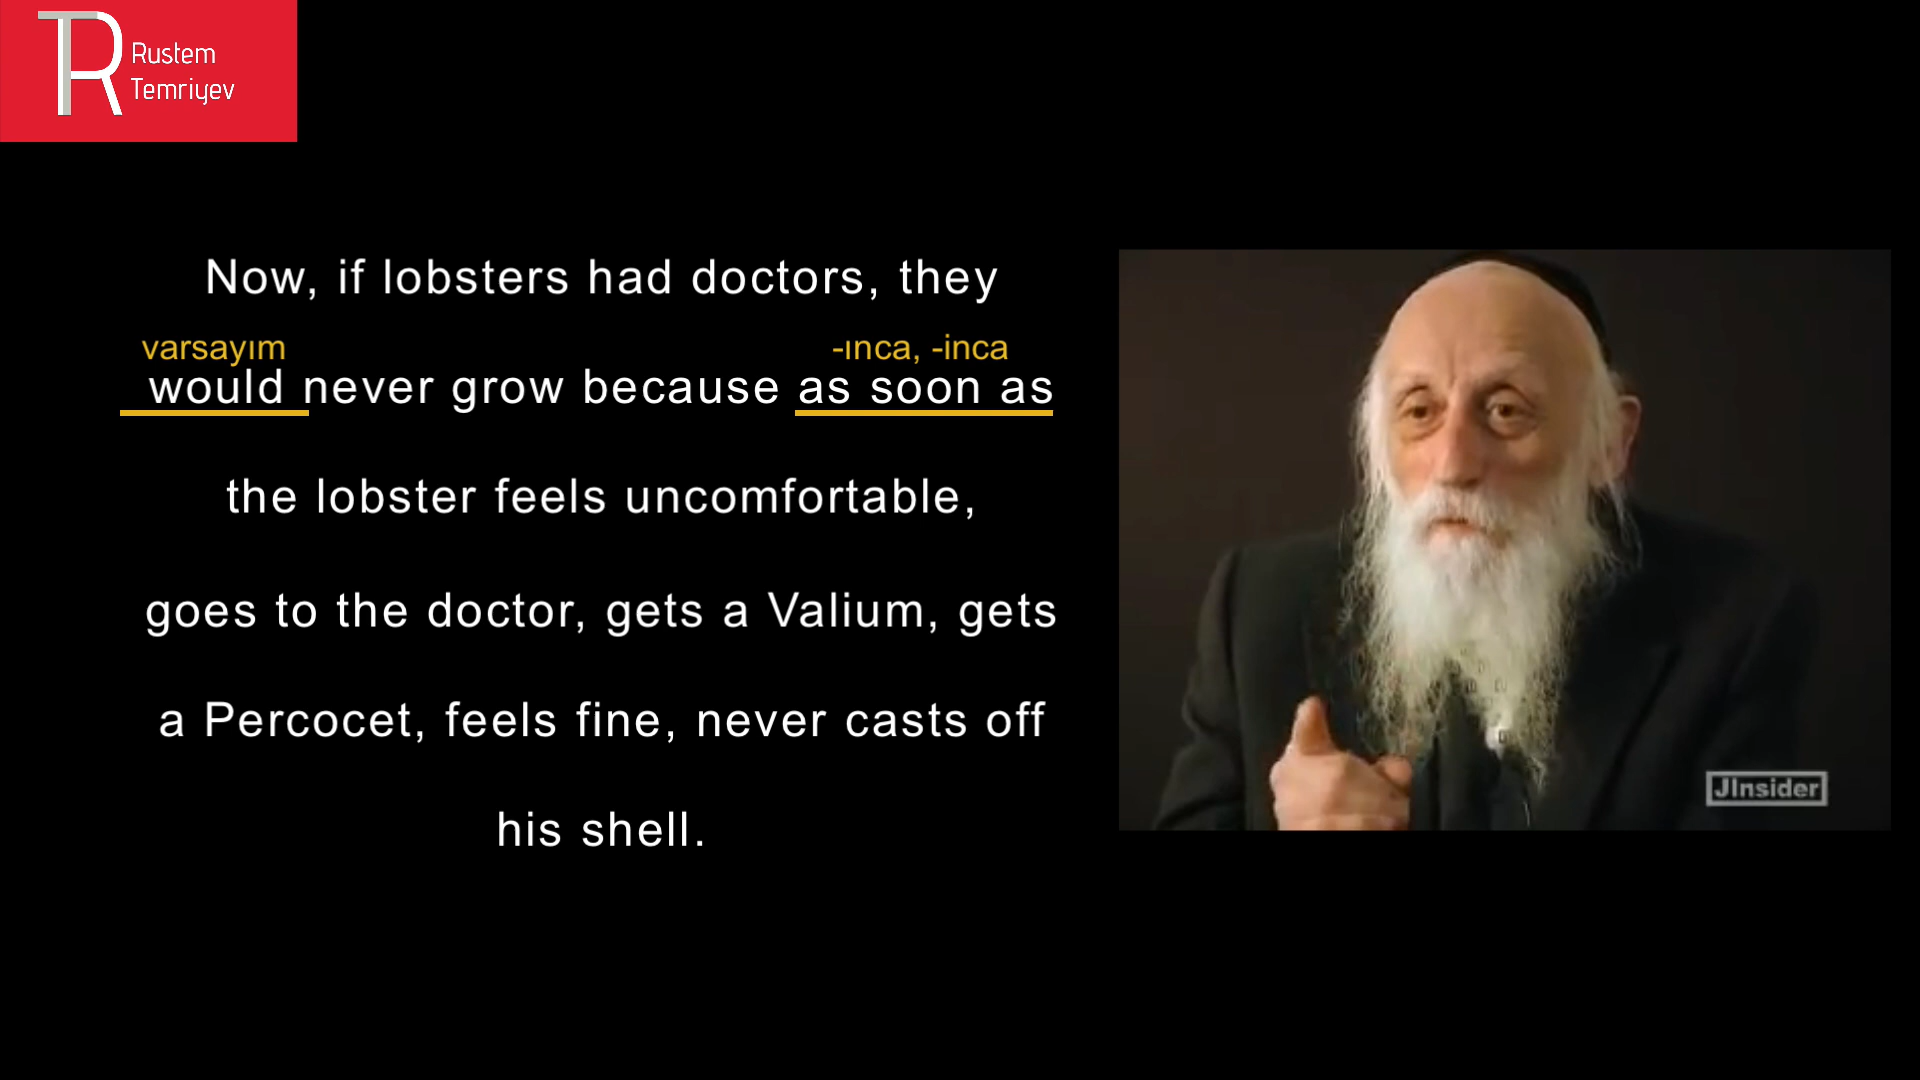 Rustem
Temriyev
Now, if lobsters had doctors, they
varsayım -ınca, -inca
would never grow because as soon as
the lobster feels uncomfortable,
goes to the doctor, gets a Valium, gets
a Percocet, feels fine, never casts off
his shell.
JInsider